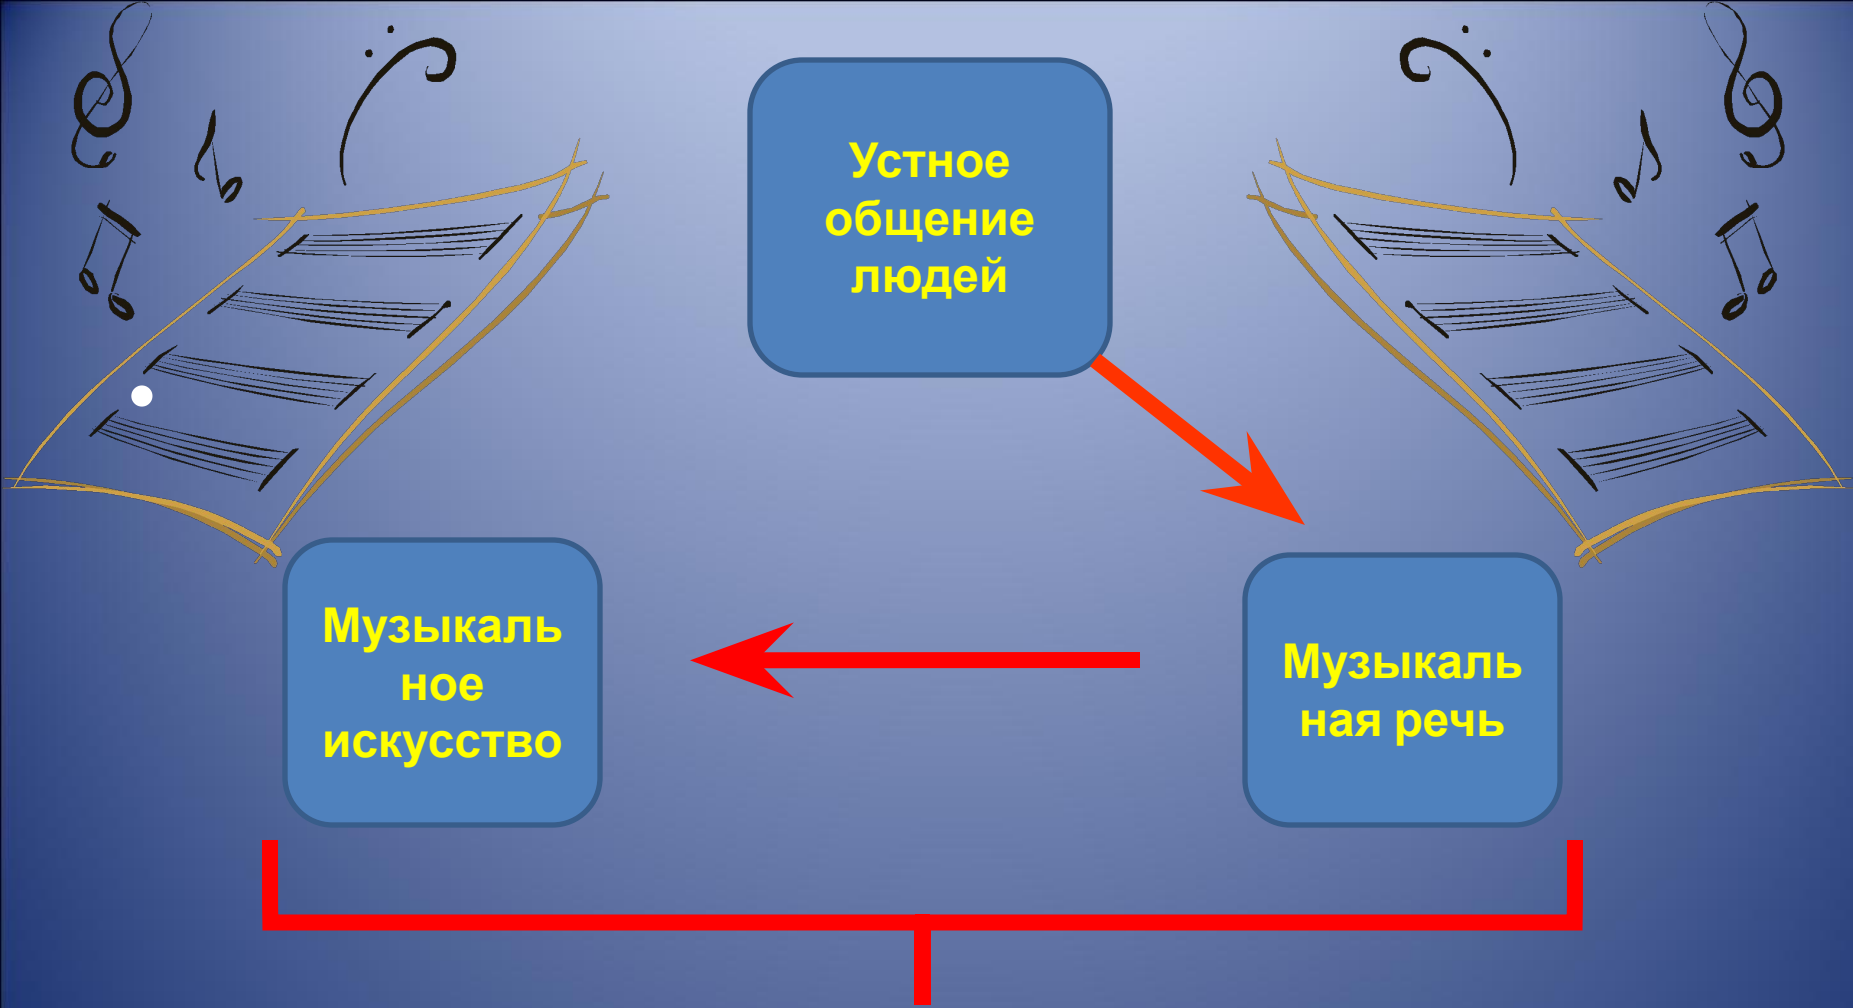 Устное
общение
людей
Музыкаль
ное
искусство
Музыкаль
ная речь